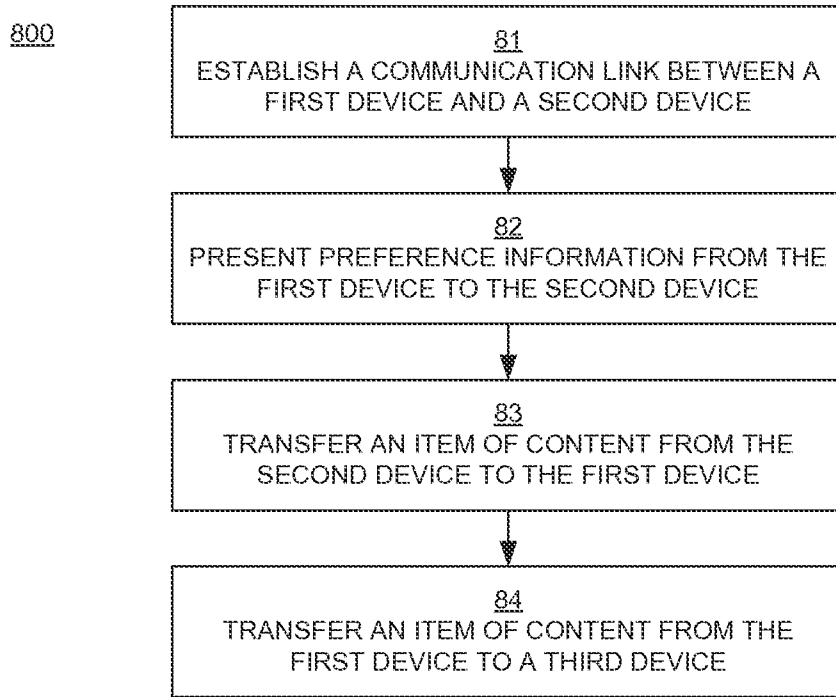 800
81
ESTABLISH A COMMUNICATION LINK BETWEEN A
FIRST DEVICE AND A SECOND DEVICE
82
PRESENT PREFERENCE INFORMATION FROM THE
FIRST DEVICE TO THE SECOND DEVICE
83
TRANSFER AN ITEM OF CONTENT FROM THE
SECOND DEVICE TO THE FIRST DEVICE
84
TRANSFER AN ITEM OF CONTENT FROM THE
FIRST DEVICE TO A THIRD DEVICE